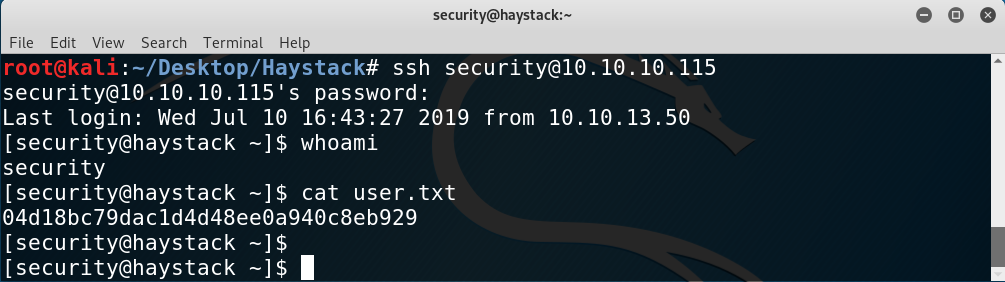 security@haystack:~
File Edit View Search Terminal Help
root@kali:~/Desktop/Haystack# ssh security@10.10.10.115
security@10.10.10.115's password:
Last login: Wed Jul 10 16:43:27 2019 from 10.10.13.50
[security@haystack ~]$ whoami
security
[security@haystack ~]$ cat user.txt
04d18bc79dac1d4d48ee0a940c8eb929
[security@haystack ~]$
[security@haystack ~]$